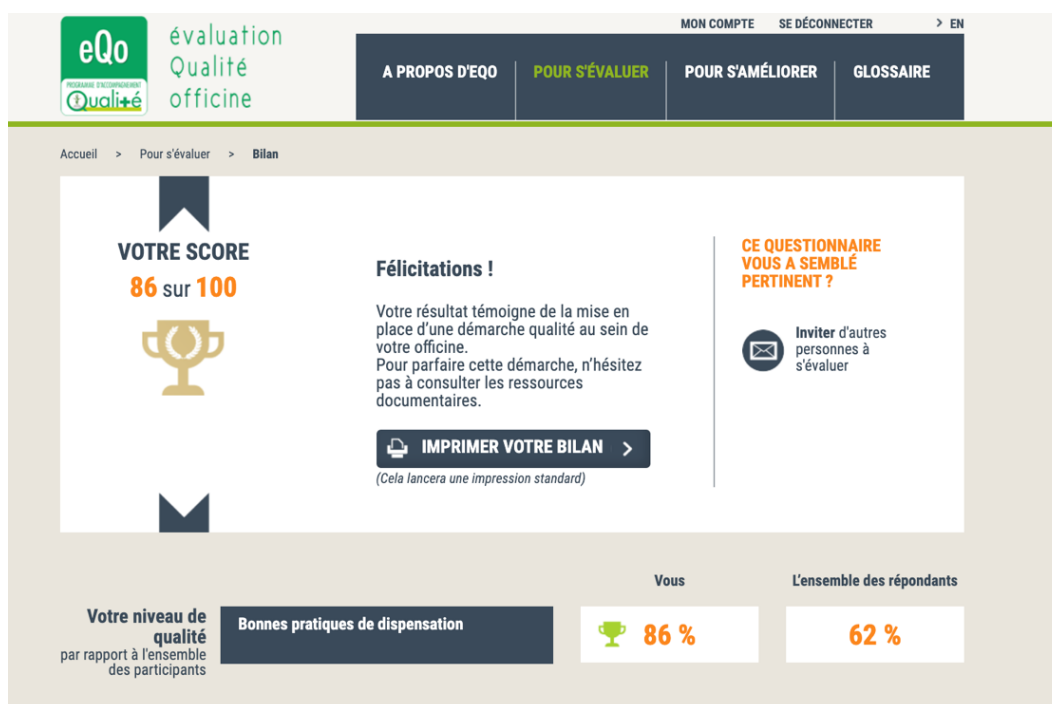 MON COMPTE SE DÉCONNECTER > EN
eQo
PROGRAMME D'ACCOMPAGNEMENT
Qualité
évaluation
Qualité
officine
A PROPOS D'EQO POUR S'ÉVALUER POUR S'AMÉLIORER GLOSSAIRE
Accueil > Pour s'évaluer > Bilan
VOTRE SCORE
86 sur 100
Félicitations !
Votre résultat témoigne de la mise en
place d'une démarche qualité au sein de
votre officine.
Pour parfaire cette démarche, n'hésitez
pas à consulter les ressources
documentaires.
IMPRIMER VOTRE BILAN >
(Cela lancera une impression standard)
CE QUESTIONNAIRE
VOUS A SEMBLÉ
PERTINENT ?
Inviter d'autres
personnes à
s'évaluer
Vous L'ensemble des répondants
Votre niveau de
qualité
par rapport à l'ensemble
des participants
Bonnes pratiques de dispensation
86 % 62 %